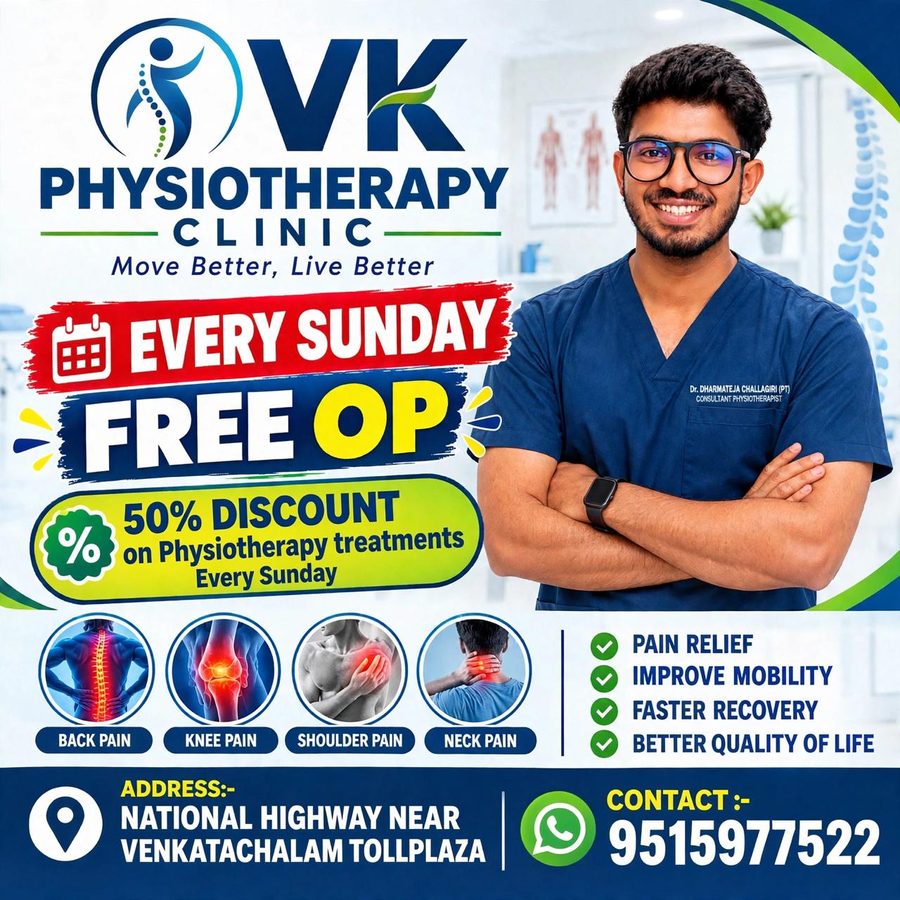 VK
PHYSIOTHERAPY
CLINIC
Move Better, Live Better
EVERY SUNDAY
FREE OP
% 50% DISCOUNT
on Physiotherapy treatments
Every Sunday
Dr. DHARMATEJA CHALLAGIRI (PT)
CONSULTANT PHYSIOTHERAPIST
BACK PAIN
KNEE PAIN
SHOULDER PAIN
NECK PAIN
PAIN RELIEF
IMPROVE MOBILITY
FASTER RECOVERY
BETTER QUALITY OF LIFE
ADDRESS:-
NATIONAL HIGHWAY NEAR
VENKATACHALAM TOLLPLAZA
CONTACT :-
9515977522